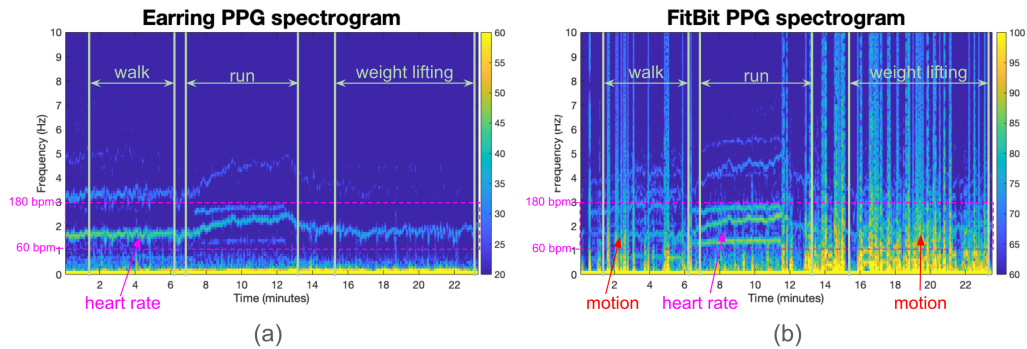 Earring PPG spectrogram
10
9
8
7
6
5
4
3
2
1
0
Frequency (Hz)
180 bpm
60 bpm
walk
run
weight lifting
heart rate
2 4 6 8 10 12 14 16 18 20 22
Time (minutes)
60
55
50
45
40
35
30
25
20
(a)
FitBit PPG spectrogram
10
9
8
7
6
5
4
3
2
1
0
Frequency (Hz)
180 bpm
60 bpm
walk
run
weight lifting
motion
heart rate
motion
2 4 6 8 10 12 14 16 18 20 22
Time (minutes)
100
95
90
85
80
75
70
65
60
(b)